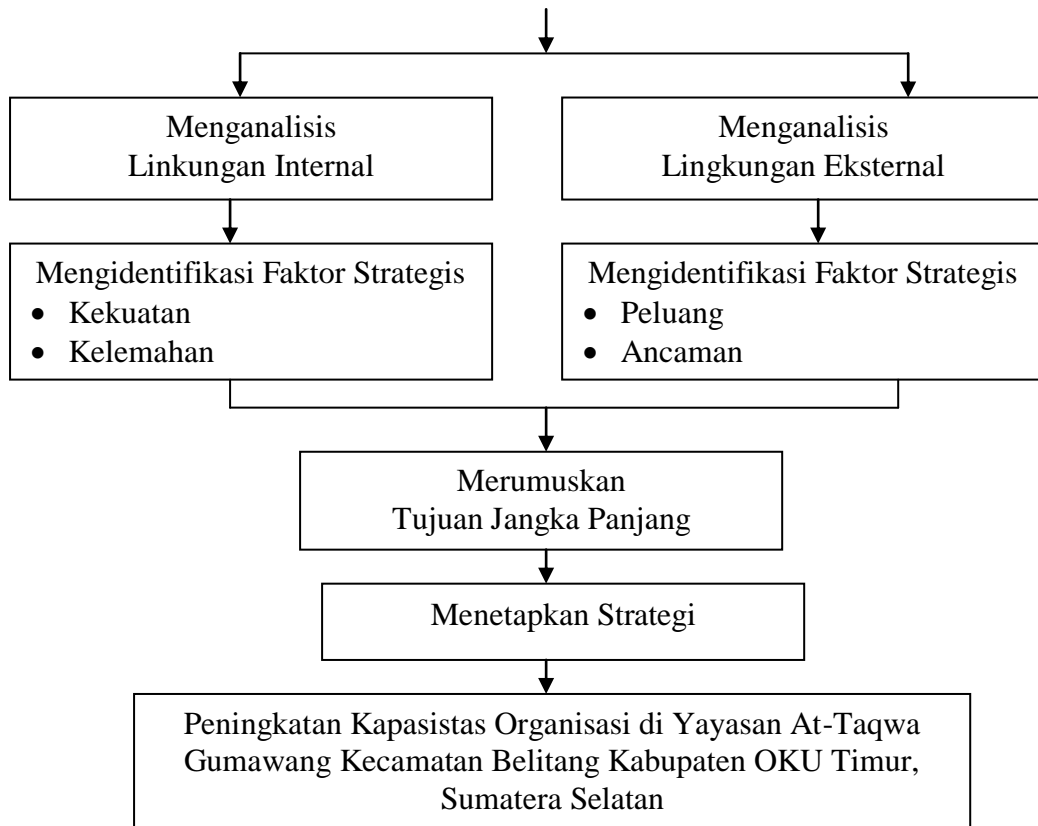 Menganalisis
Linkungan Internal
Menganalisis
Lingkungan Eksternal
Mengidentifikasi Faktor Strategis
• Kekuatan
• Kelemahan
Mengidentifikasi Faktor Strategis
• Peluang
• Ancaman
Merumuskan
Tujuan Jangka Panjang
Menetapkan Strategi
Peningkatan Kapasistas Organisasi di Yayasan At-Taqwa
Gumawang Kecamatan Belitang Kabupaten OKU Timur,
Sumatera Selatan